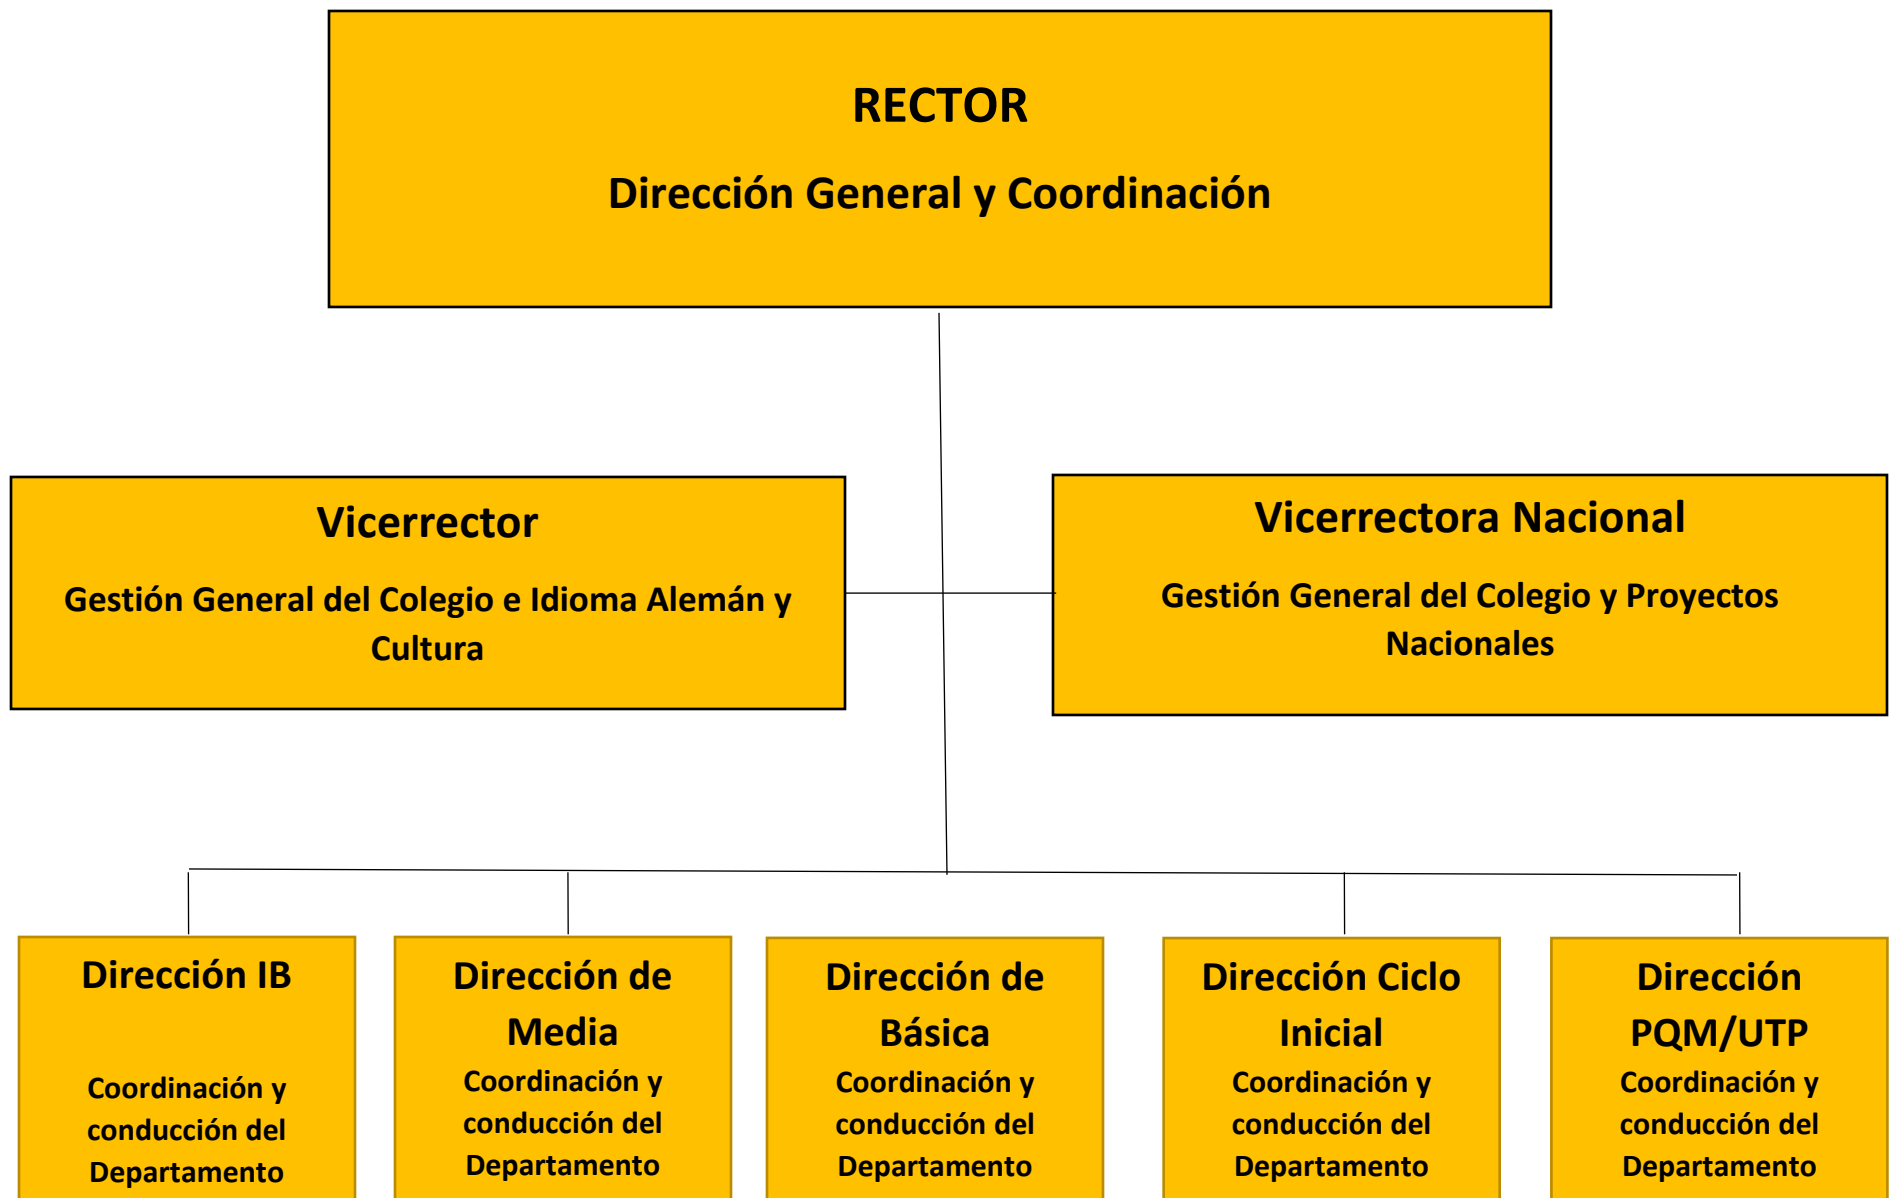 RECTOR
Dirección General y Coordinación
Vicerrector
Gestión General del Colegio e Idioma Alemán y
Cultura
Vicerrectora Nacional
Gestión General del Colegio y Proyectos
Nacionales
Dirección IB
Coordinación y
conducción del
Departamento
Dirección de
Media
Coordinación y
conducción del
Departamento
Dirección de
Básica
Coordinación y
conducción del
Departamento
Dirección Ciclo
Inicial
Coordinación y
conducción del
Departamento
Dirección
PQM/UTP
Coordinación y
conducción del
Departamento